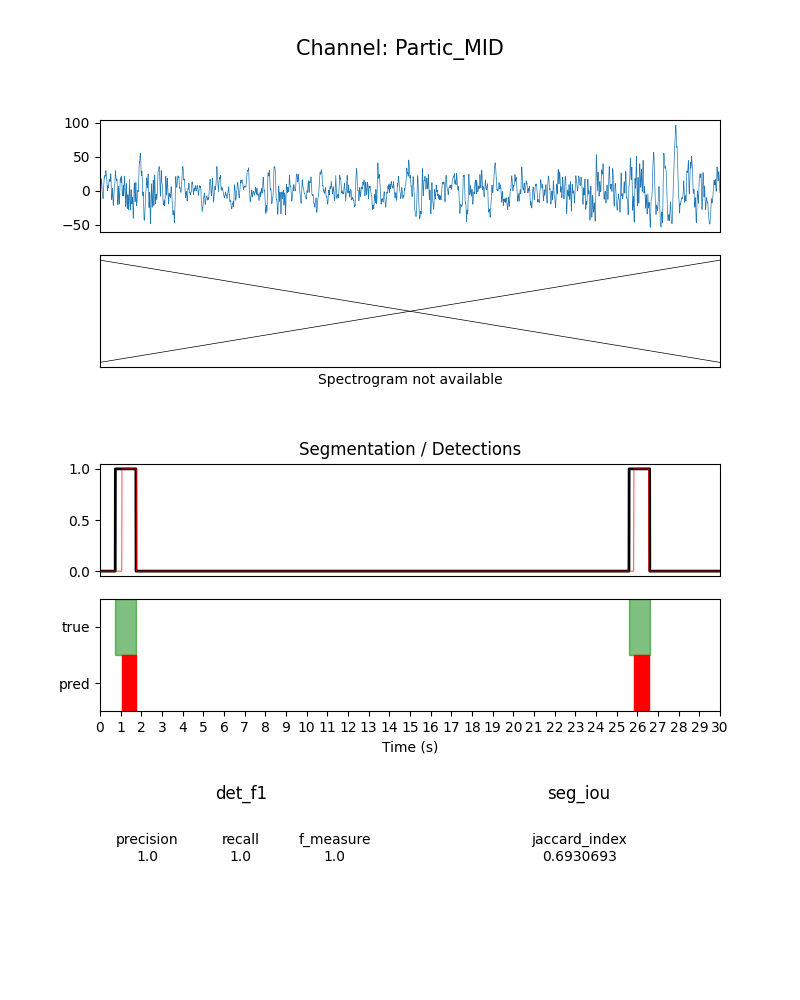 Channel: Partic_MID
100
50
0
−50
Spectrogram not available
Segmentation / Detections
1.0
0.5
0.0
true
pred
0 1 2 3 4 5 6 7 8 9 10 11 12 13 14 15 16 17 18 19 20 21 22 23 24 25 26 27 28 29 30
Time (s)
det_f1 seg_iou
precision recall f_measure jaccard_index
1.0 1.0 1.0 0.6930693